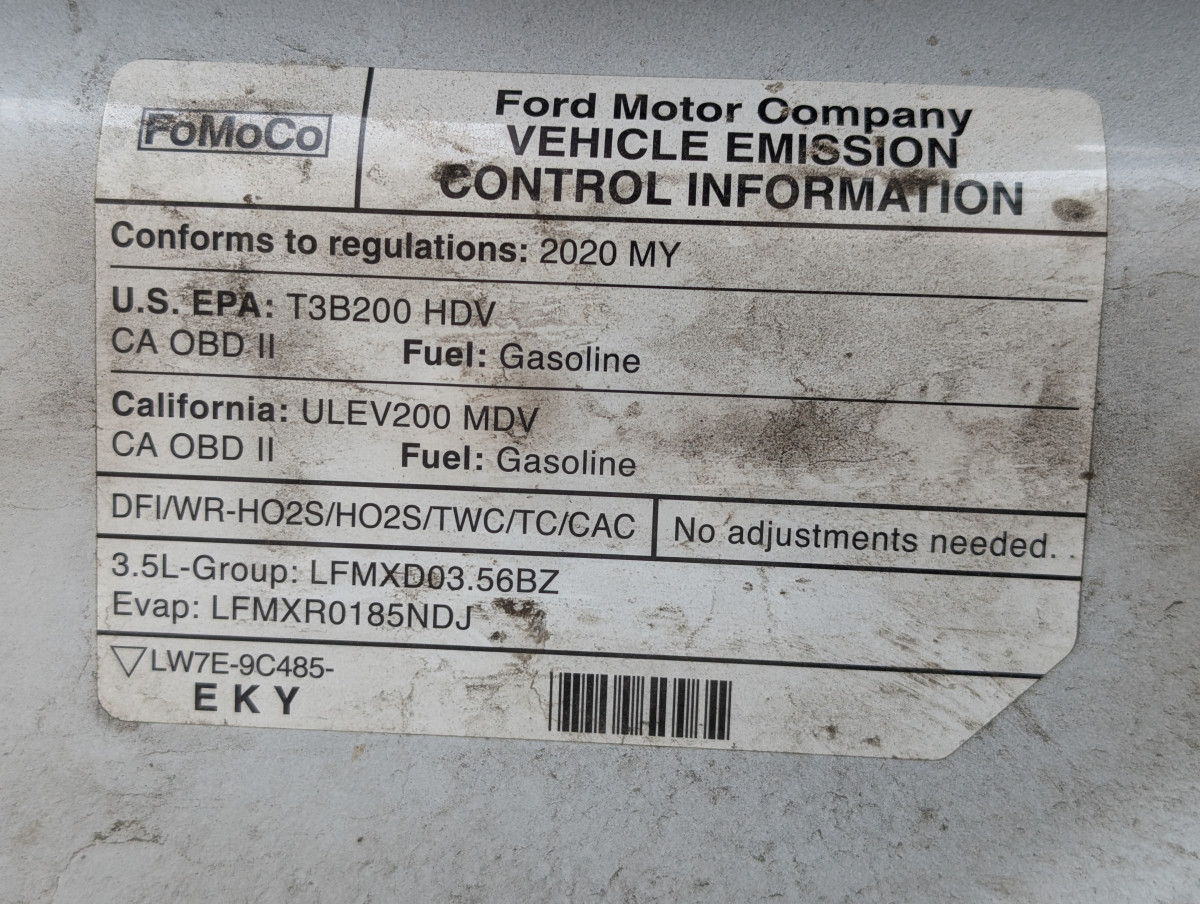 FoMoCo
Ford Motor Company
VEHICLE EMISSION
CONTROL INFORMATION
Conforms to regulations: 2020 MY
U.S. EPA: T3B200 HDV
CA OBD II Fuel: Gasoline
California: ULEV200 MDV
CA OBD II Fuel: Gasoline
DFI/WR-HO2S/HO2S/TWC/TC/CAC
No adjustments needed.
3.5L-Group: LFMXD03.56BZ
Evap: LFMXR0185NDJ
LW7E-9C485-
EKY